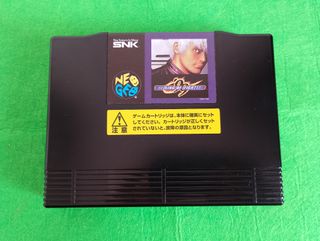 SNK
NEO
GEO
注意
ゲームカートリッジは、本体に確実にセット
してください。カートリッジが正しくセット
されていないと、故障の原因となります。